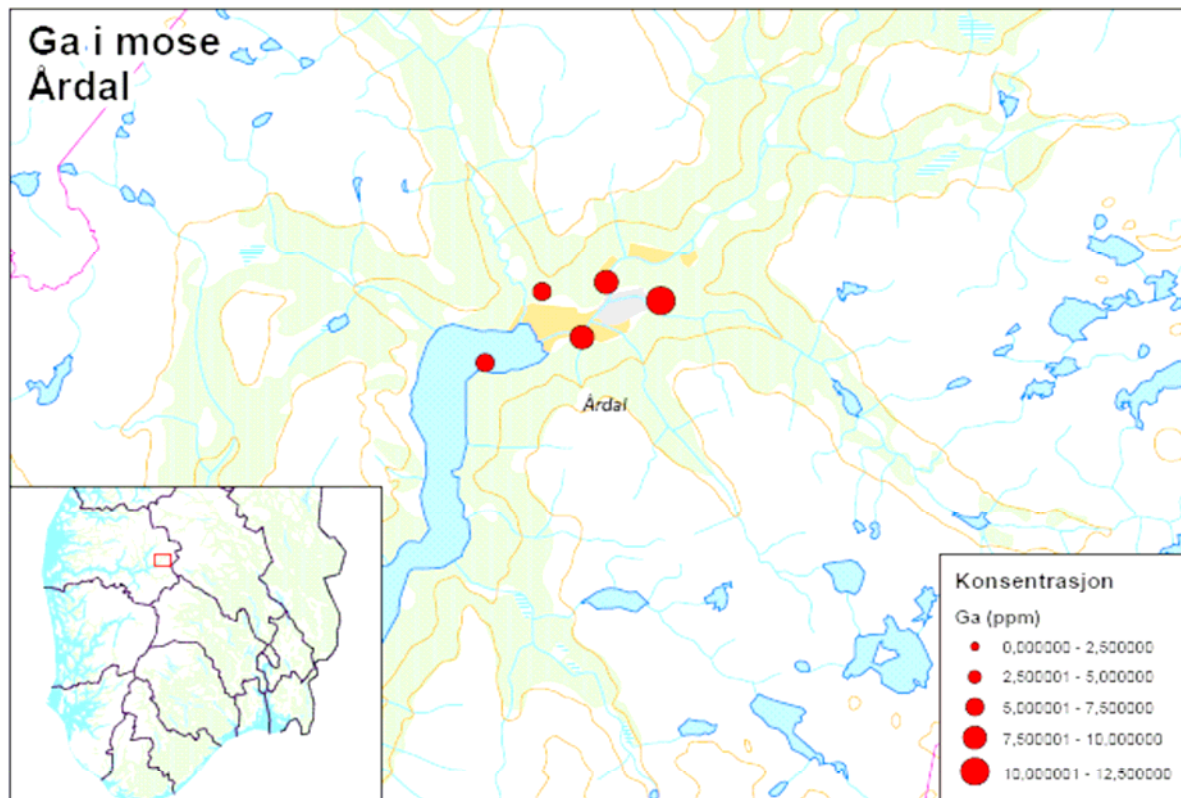 Ga i mose
Årdal
Årdal
Konsentrasjon
Ga (ppm)
0,000000 - 2,500000
2,500001 - 5,000000
5,000001 - 7,500000
7,500001 - 10,000000
10,000001 - 12,500000